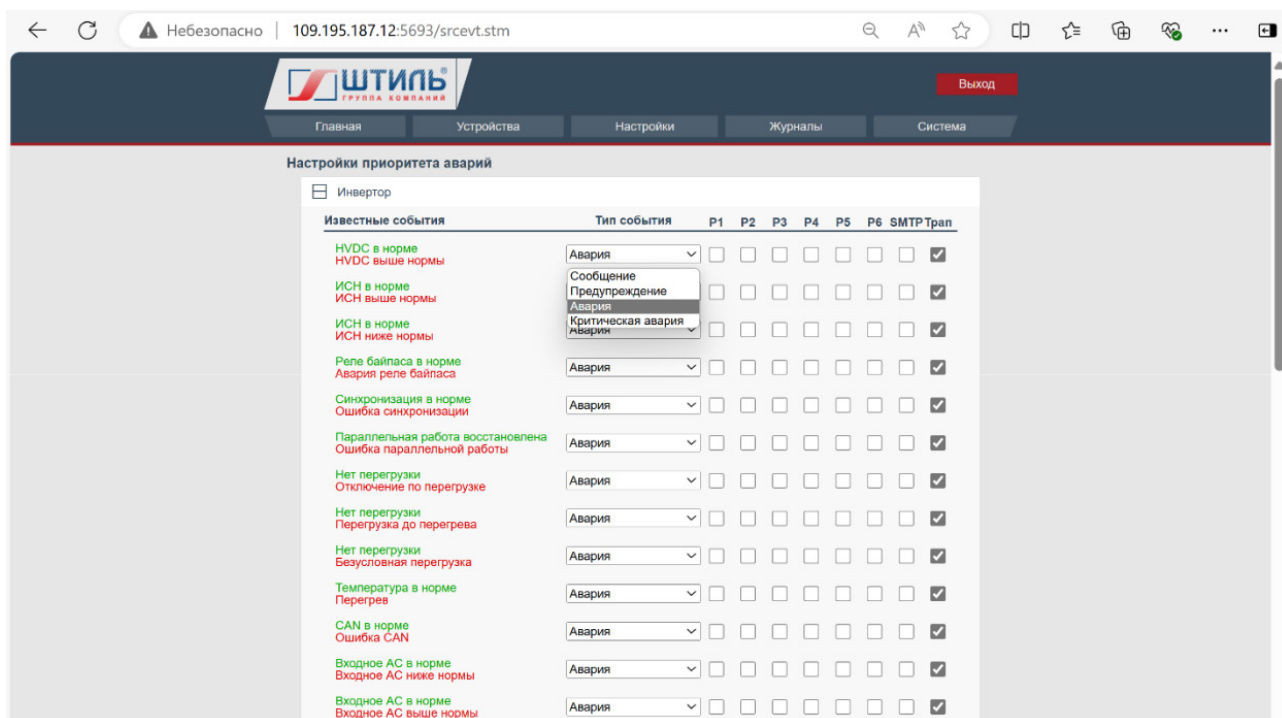 Небезопасно | 109.195.187.12:5693/srcevt.stm
ШТИЛЬ®
ГРУППА КОМПАНИЙ
Выход
Главная Устройства Настройки Журналы Система
Настройки приоритета аварий
Инвертор
Известные события Тип события P1 P2 P3 P4 P5 P6 SMTP Трап
HVDC в норме
HVDC выше нормы
Авария
Сообщение
Предупреждение
Авария
Критическая авария
ИСН в норме
ИСН выше нормы
ИСН в норме
ИСН ниже нормы
Авария
Реле байпаса в норме
Авария реле байпаса
Авария
Синхронизация в норме
Ошибка синхронизации
Авария
Параллельная работа восстановлена
Ошибка параллельной работы
Авария
Нет перегрузки
Отключение по перегрузке
Авария
Нет перегрузки
Перегрузка до перегрева
Авария
Нет перегрузки
Безусловная перегрузка
Авария
Температура в норме
Перегрев
Авария
CAN в норме
Ошибка CAN
Авария
Входное AC в норме
Входное AC ниже нормы
Авария
Входное AC в норме
Входное AC выше нормы
Авария